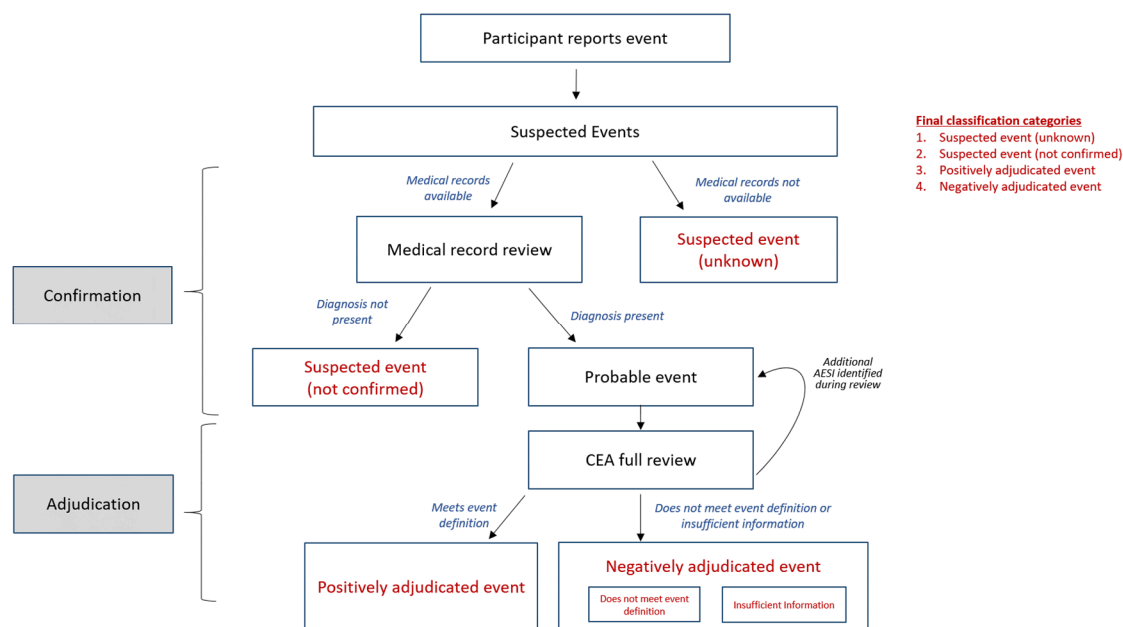 Participant reports event
Suspected Events
Final classification categories
1. Suspected event (unknown)
2. Suspected event (not confirmed)
3. Positively adjudicated event
4. Negatively adjudicated event
Medical records
available
Medical records not
available
Medical record review
Suspected event
(unknown)
Confirmation
Diagnosis not
present
Diagnosis present
Suspected event
(not confirmed)
Probable event
Additional
AESI identified
during review
CEA full review
Adjudication
Meets event
definition
Does not meet event definition or
insufficient information
Positively adjudicated event
Negatively adjudicated event
Does not meet event
definition
Insufficient Information